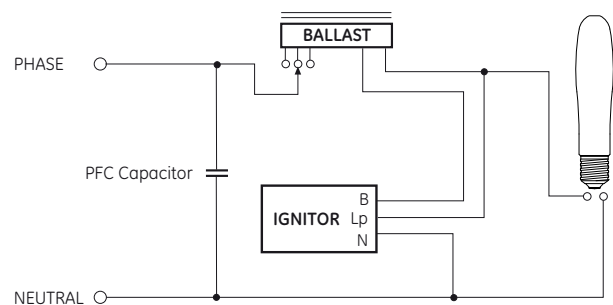 BALLAST
PHASE
PFC Capacitor
B
IGNITOR Lp
N
NEUTRAL